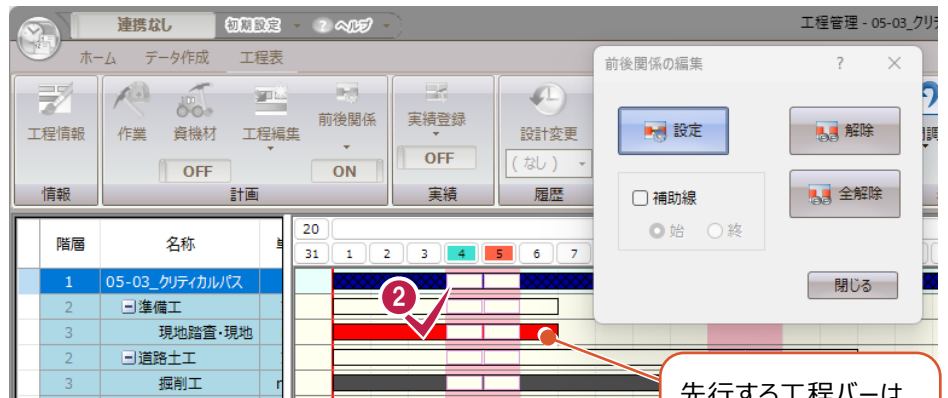 連携なし 初期設定 ? ヘルプ 工程管理 - 05-03_クリ
ホーム データ作成 工程表
前後関係の編集 ? ×
工程情報 作業 資機材 工程編集 前後関係 実績登録 設計変更
OFF ON OFF (なし)
情報 計画 実績 履歴
設定 解除
補助線 全解除
始 終
閉じる
階層 名称
20
31 1 2 3 4 5 6 7
1 05-03_クリティカルパス
2 準備工
3 現地踏査・現地
2 道路土工
3 掘削工
2
先行する工程バーは